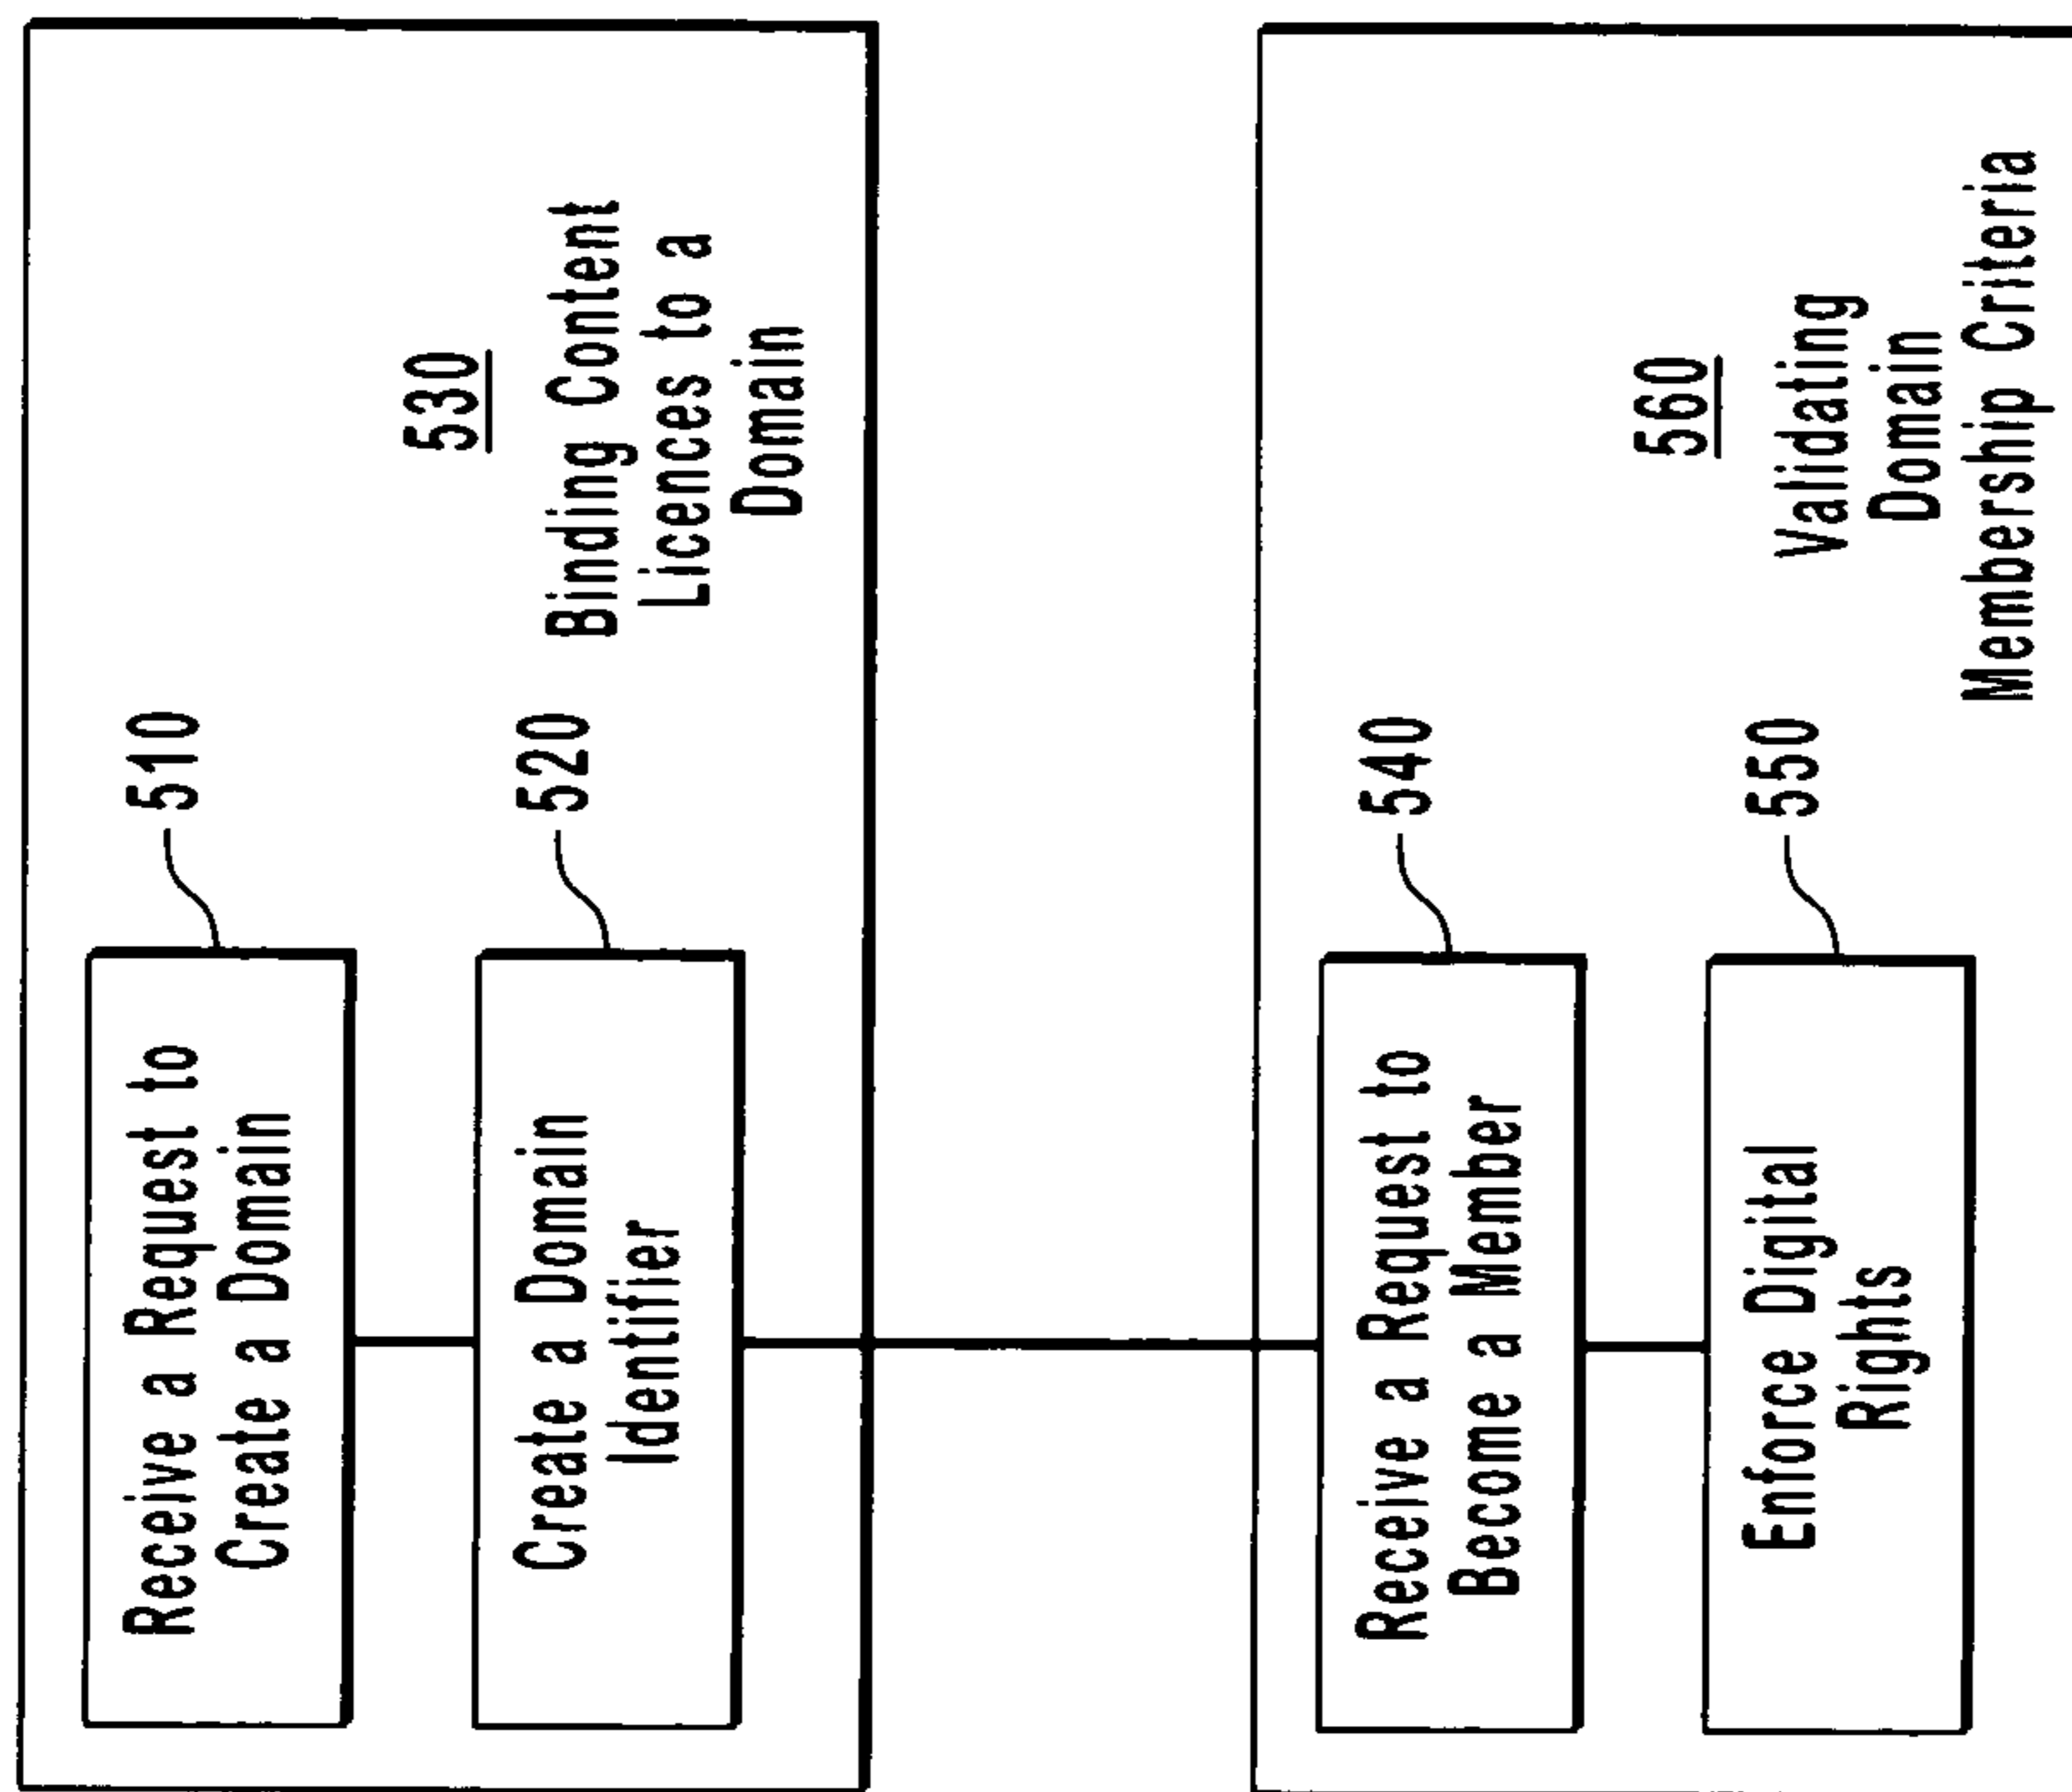 Receive a Request to
Create a Domain
510
Create a Domain
Identifier
520
530
Binding Content
Licences to a
Domain
Receive a Request to
Become a Member
540
Enforce Digital
Rights
550
560
Validating
Domain
Membership Criteria